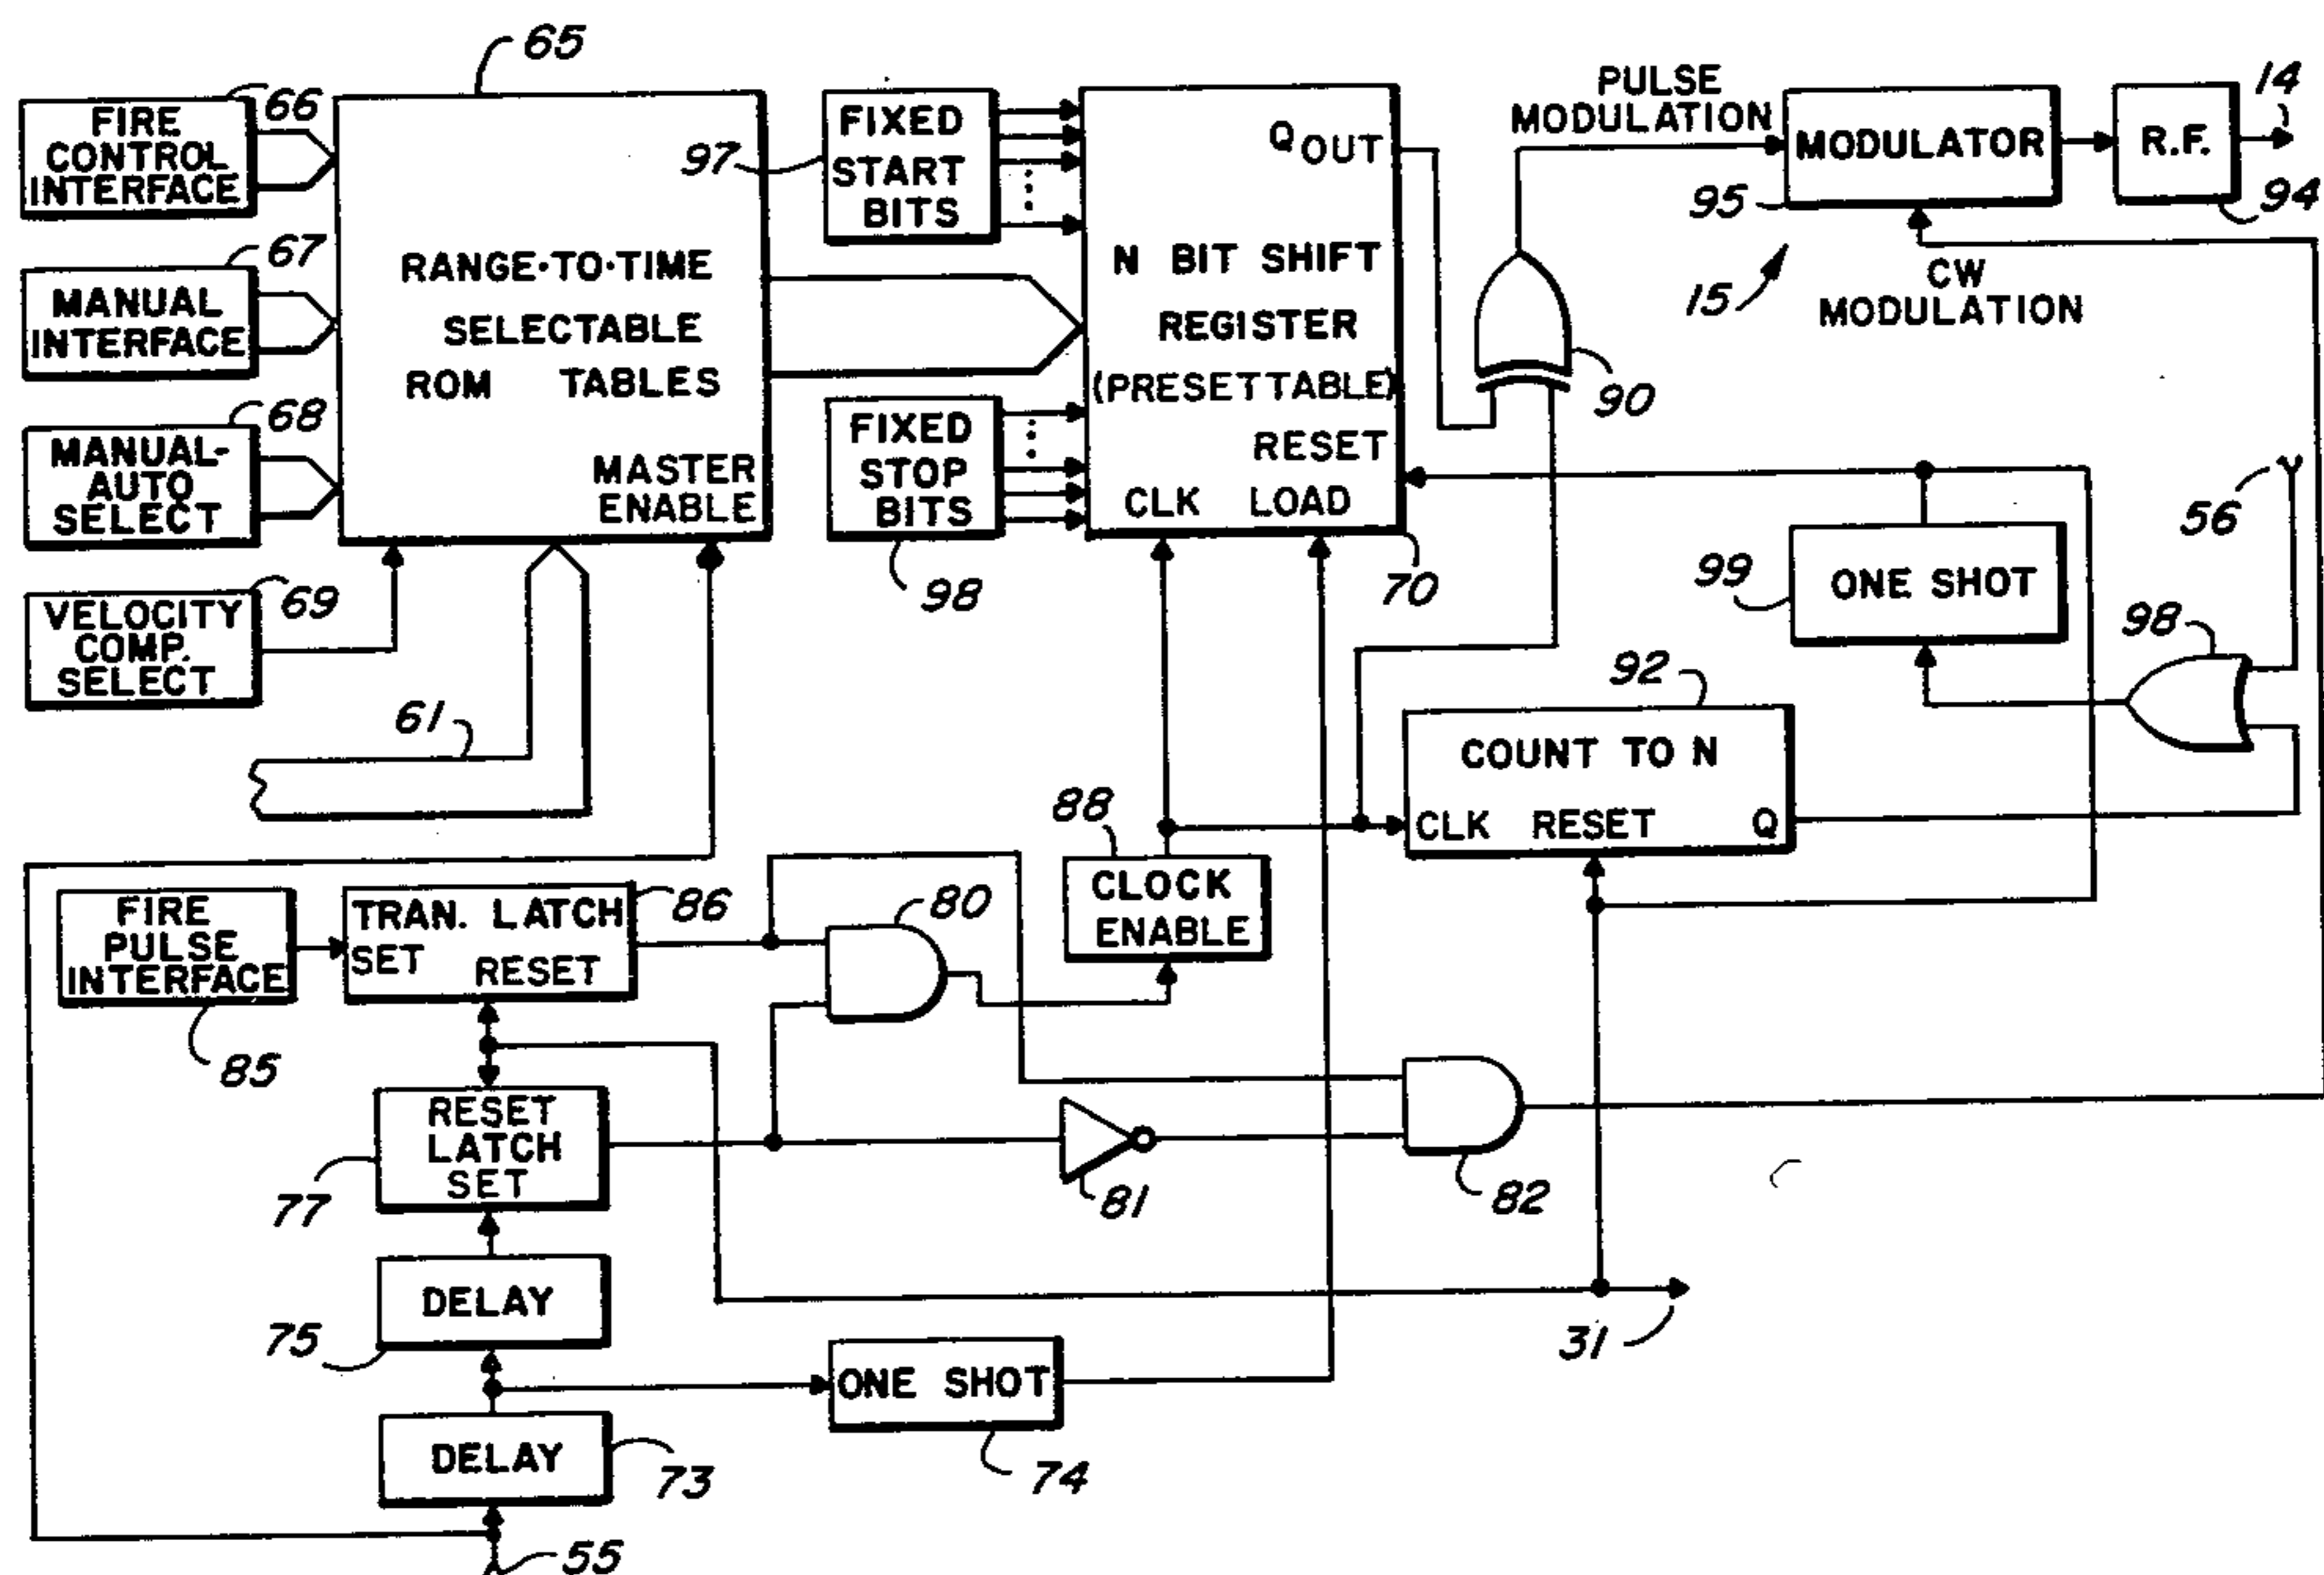 65
66
FIRE
CONTROL
INTERFACE
67
MANUAL
INTERFACE
68
MANUAL-
AUTO
SELECT
69
VELOCITY
COMP.
SELECT
RANGE-TO-TIME
SELECTABLE
ROM TABLES
MASTER
ENABLE
61
97
FIXED
START
BITS
FIXED
STOP
BITS
98
QOUT
N BIT SHIFT
REGISTER
(PRESETTABLE)
RESET
CLK LOAD
70
PULSE
MODULATION
MODULATOR
95
R.F.
14
94
15
CW
MODULATION
90
56
99
ONE SHOT
98
92
COUNT TO N
CLK RESET Q
88
CLOCK
ENABLE
FIRE
PULSE
INTERFACE
85
TRAN. LATCH
SET RESET
86
80
RESET
LATCH
SET
77
81
82
DELAY
75
31
ONE SHOT
74
DELAY
73
55